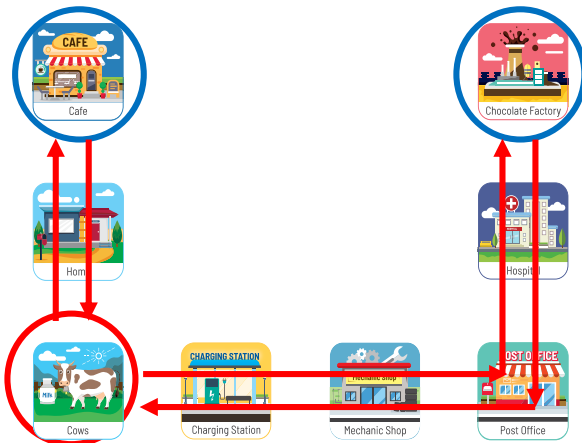 CAFE
Cafe
Chocolate Factory
Home
Hospital
MILK
Cows
CHARGING STATION
Charging Station
Mechanic Shop
Mechanic Shop
POST OFFICE
Post Office